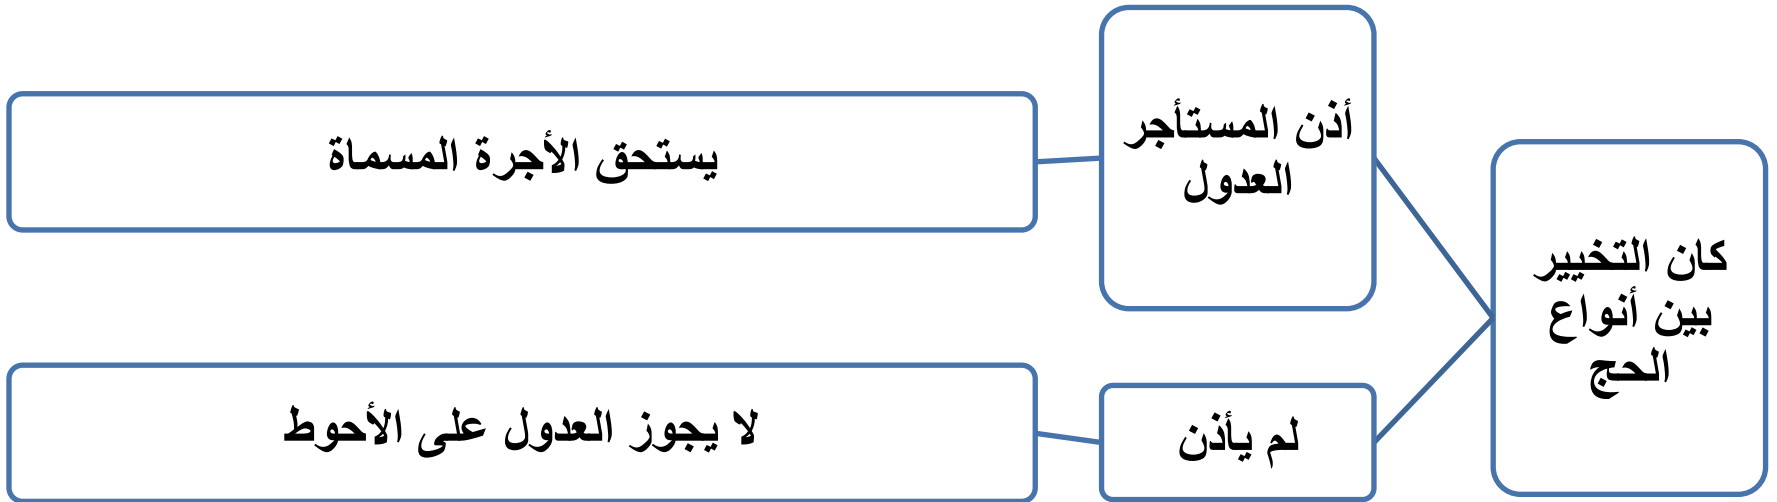 كان التخيير
بين أنواع
الحج
أذن المستأجر
العدول
يستحق الأجرة المسماة
لم يأذن
لا يجوز العدول على الأحوط